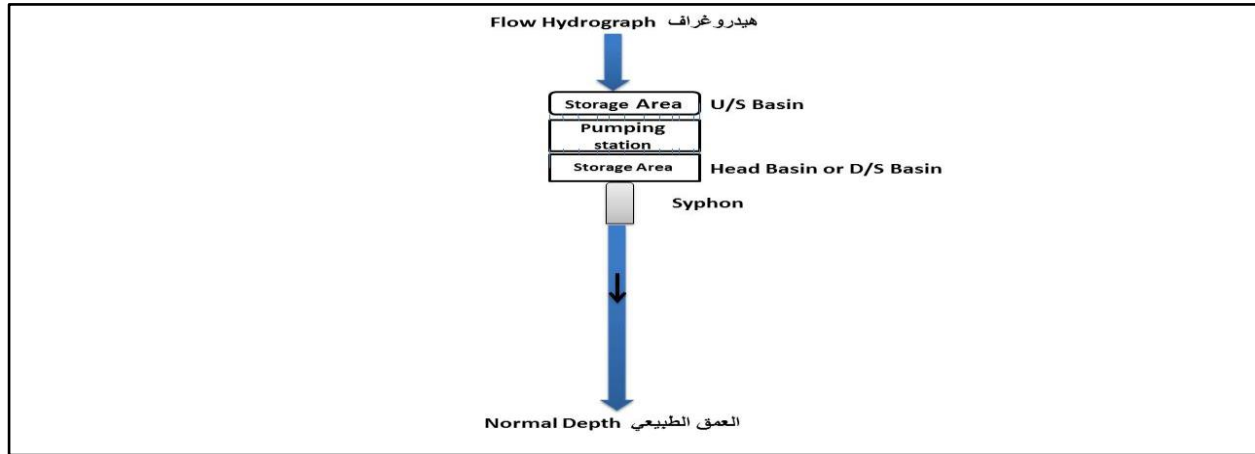 Flow Hydrograph هيدروغراف
Storage Area U/S Basin
Pumping
station
Storage Area Head Basin or D/S Basin
Syphon
Normal Depth العمق الطبيعي